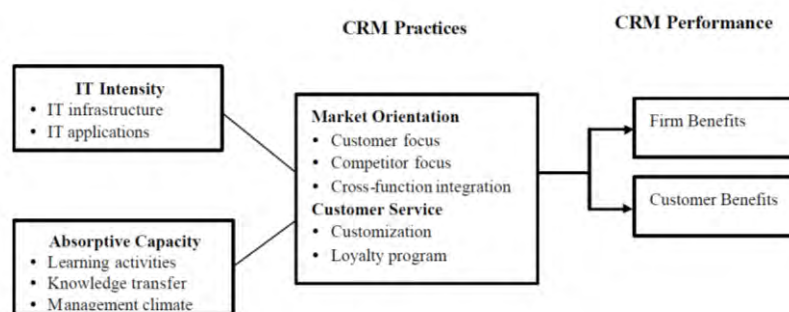 CRM Practices
CRM Performance
IT Intensity
• IT infrastructure
• IT applications
Absorptive Capacity
• Learning activities
• Knowledge transfer
• Management climate
Market Orientation
• Customer focus
• Competitor focus
• Cross-function integration
Customer Service
• Customization
• Loyalty program
Firm Benefits
Customer Benefits